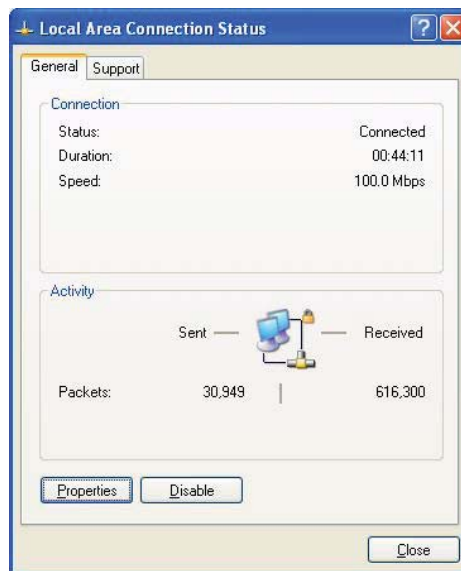 Local Area Connection Status
General Support
Connection
Status: Connected
Duration: 00:44:11
Speed: 100.0 Mbps
Activity
Sent — — Received
Packets: 30,949 | 616,300
Properties Disable
Close